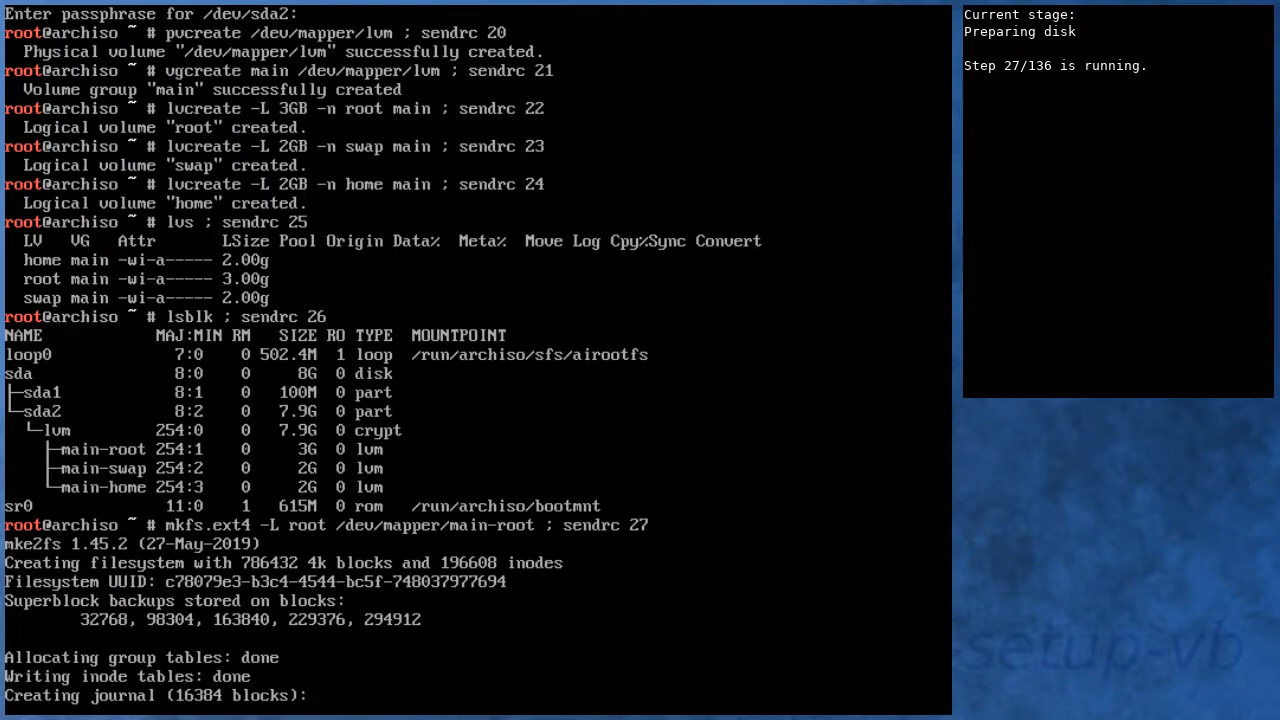 Enter passphrase for /dev/sda2:
root@archiso ~ # pvcreate /dev/mapper/lvm ; sendrc 20
  Physical volume "/dev/mapper/lvm" successfully created.
root@archiso ~ # vgcreate main /dev/mapper/lvm ; sendrc 21
  Volume group "main" successfully created
root@archiso ~ # lvcreate -L 3GB -n root main ; sendrc 22
  Logical volume "root" created.
root@archiso ~ # lvcreate -L 2GB -n swap main ; sendrc 23
  Logical volume "swap" created.
root@archiso ~ # lvcreate -L 2GB -n home main ; sendrc 24
  Logical volume "home" created.
root@archiso ~ # lvs ; sendrc 25
  LV   VG   Attr       LSize Pool Origin Data%  Meta%  Move Log Cpy%Sync Convert
  home main -wi-a----- 2.00g
  root main -wi-a----- 3.00g
  swap main -wi-a----- 2.00g
root@archiso ~ # lsblk ; sendrc 26
NAME            MAJ:MIN RM   SIZE RO TYPE  MOUNTPOINT
loop0             7:0    0 502.4M  1 loop  /run/archiso/sfs/airootfs
sda               8:0    0     8G  0 disk
├─sda1            8:1    0   100M  0 part
└─sda2            8:2    0   7.9G  0 part
  └─lvm         254:0    0   7.9G  0 crypt
    ├─main-root 254:1    0     3G  0 lvm
    ├─main-swap 254:2    0     2G  0 lvm
    └─main-home 254:3    0     2G  0 lvm
sr0              11:0    1   615M  0 rom   /run/archiso/bootmnt
root@archiso ~ # mkfs.ext4 -L root /dev/mapper/main-root ; sendrc 27
mke2fs 1.45.2 (27-May-2019)
Creating filesystem with 786432 4k blocks and 196608 inodes
Filesystem UUID: c78079e3-b3c4-4544-bc5f-748037977694
Superblock backups stored on blocks:
        32768, 98304, 163840, 229376, 294912
Allocating group tables: done
Writing inode tables: done
Creating journal (16384 blocks):
Current stage:
Preparing disk
Step 27/136 is running.
setup-vb